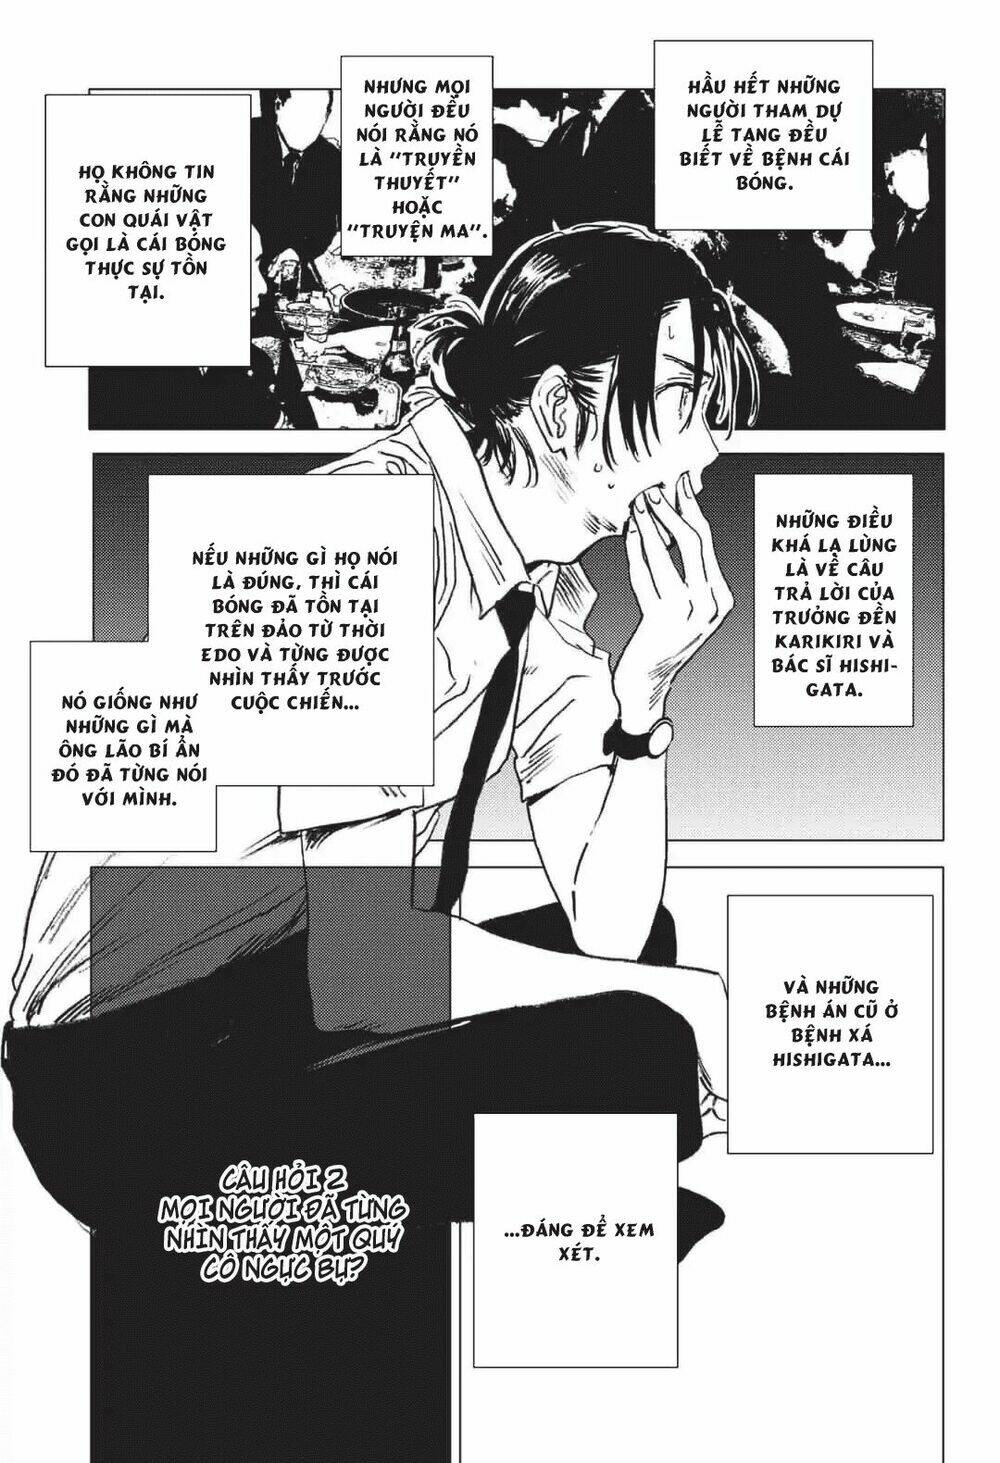 HẦU HẾT NHỮNG
NGƯỜI THAM DỰ
LỄ TANG ĐỀU
BIẾT VỀ BỆNH CÁI
BÓNG.
NHƯNG MỌI
NGƯỜI ĐỀU
NÓI RẰNG NÓ
LÀ "TRUYỀN
THUYẾT"
HOẶC
"TRUYỆN MA".
HỌ KHÔNG TIN
RẰNG NHỮNG
CON QUÁI VẬT
GỌI LÀ CÁI BÓNG
THỰC SỰ TỒN
TẠI.
NHỮNG ĐIỀU
KHÁ LẠ LÙNG
LÀ VỀ CÂU
TRẢ LỜI CỦA
TRƯỞNG ĐỀN
KARIKIRI VÀ
BÁC SĨ HISHI-
GATA.
NẾU NHỮNG GÌ HỌ NÓI
LÀ ĐÚNG, THÌ CÁI
BÓNG ĐÃ TỒN TẠI
TRÊN ĐẢO TỪ THỜI
EDO VÀ TỪNG ĐƯỢC
NHÌN THẤY TRƯỚC
CUỘC CHIẾN...
NÓ GIỐNG NHƯ
NHỮNG GÌ MÀ
ÔNG LÃO BÍ ẨN
ĐÓ ĐÃ TỪNG NÓI
VỚI MÌNH.
VÀ NHỮNG
BỆNH ÁN CŨ Ở
BỆNH XÁ
HISHIGATA...
...ĐÁNG ĐỂ XEM
XÉT.
CÂU HỎI 2
MỌI NGƯỜI ĐÃ TỪNG
NHÌN THẤY MỘT QUÝ
CÔ NGỰC BỰ?